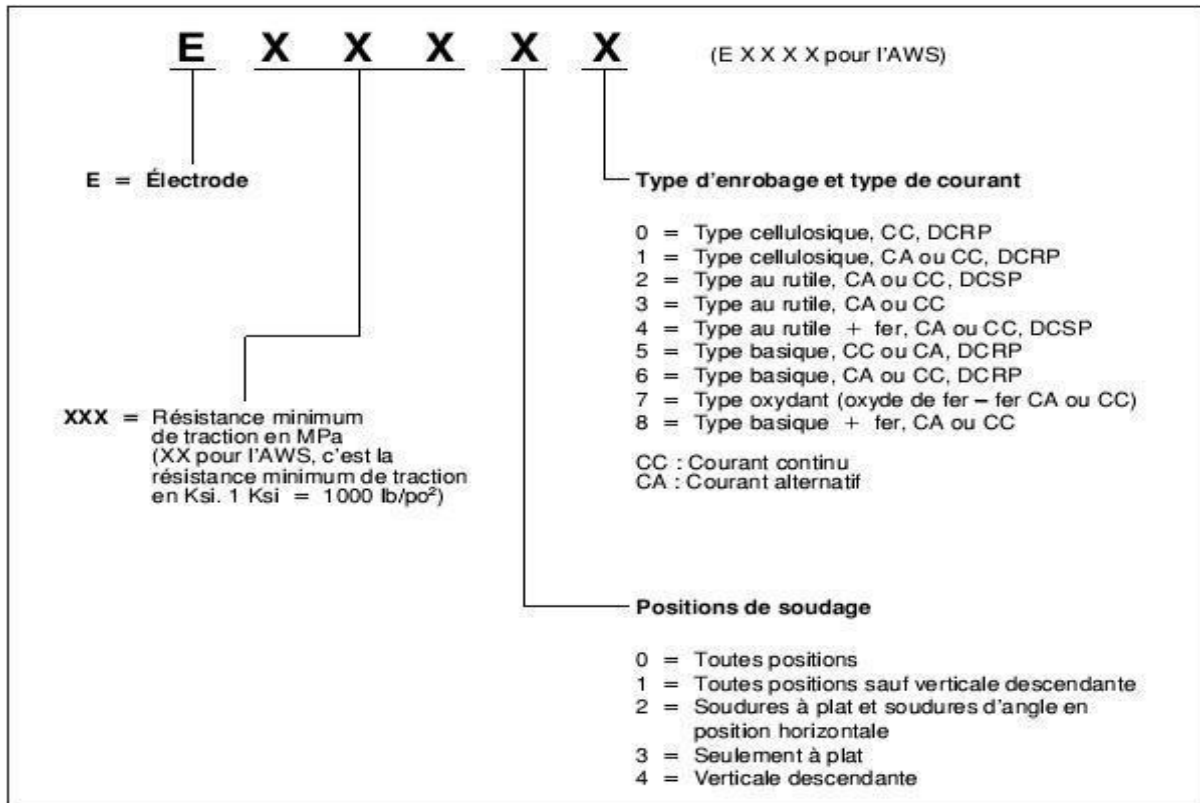 E X X X X X (E X X X X pour l'AWS)
E = Électrode
XXX = Résistance minimum
de traction en MPa
(XX pour l'AWS, c'est la
résistance minimum de traction
en Ksi. 1 Ksi = 1000 lb/po²)
Type d'enrobage et type de courant
0 = Type cellulosique, CC, DCRP
1 = Type cellulosique, CA ou CC, DCRP
2 = Type au rutile, CA ou CC, DCSP
3 = Type au rutile, CA ou CC
4 = Type au rutile + fer, CA ou CC, DCSP
5 = Type basique, CC ou CA, DCRP
6 = Type basique, CA ou CC, DCRP
7 = Type oxydant (oxyde de fer – fer CA ou CC)
8 = Type basique + fer, CA ou CC
CC : Courant continu
CA : Courant alternatif
Positions de soudage
0 = Toutes positions
1 = Toutes positions sauf verticale descendante
2 = Soudures à plat et soudures d'angle en
position horizontale
3 = Seulement à plat
4 = Verticale descendante